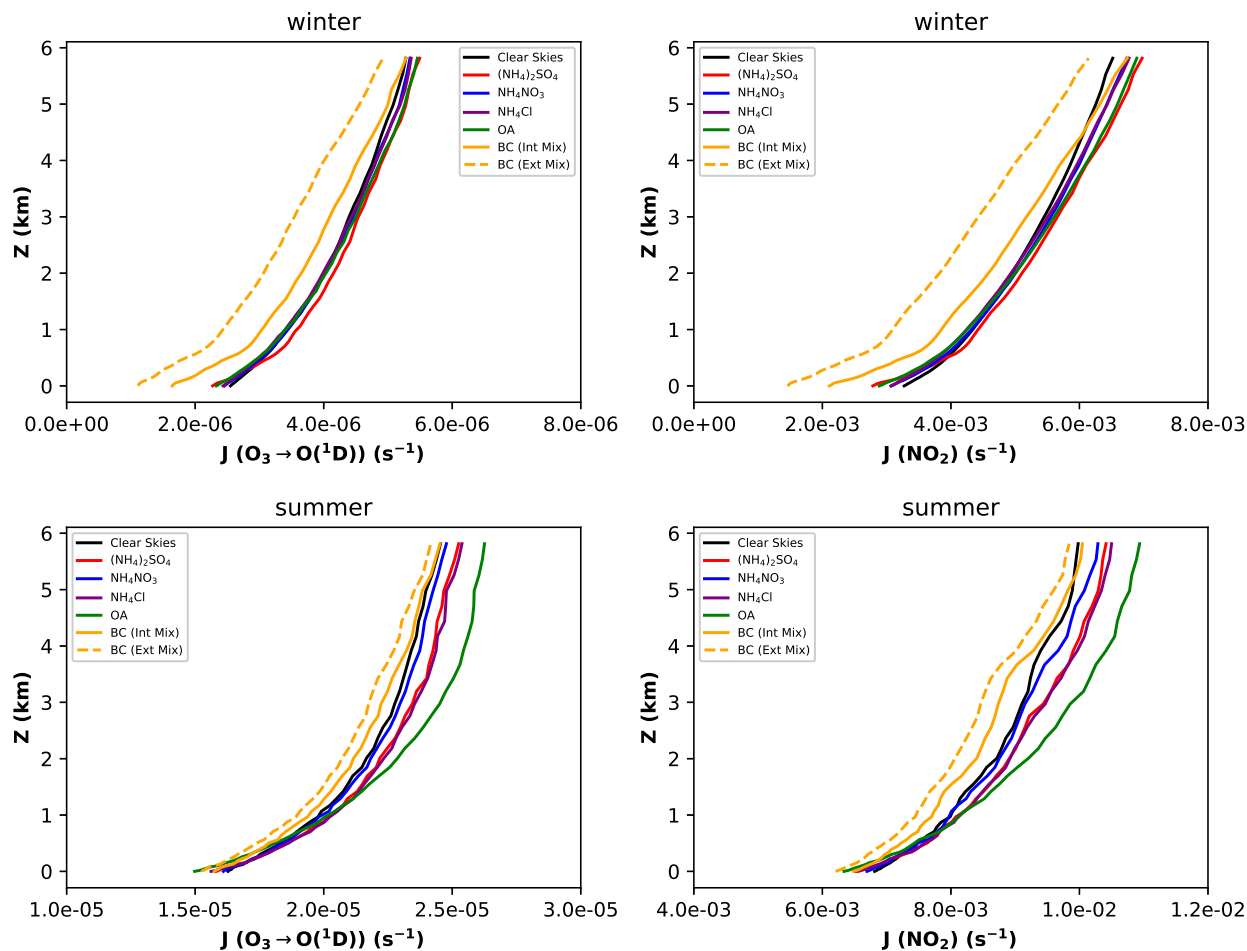 winter
6
5
4
3
2
1
0
Z (km)
Clear Skies
(NH₄)₂SO₄
NH₄NO₃
NH₄Cl
OA
BC (Int Mix)
BC (Ext Mix)
0.0e+00 2.0e-06 4.0e-06 6.0e-06 8.0e-06
J (O₃→O(¹D)) (s⁻¹)
winter
6
5
4
3
2
1
0
Z (km)
Clear Skies
(NH₄)₂SO₄
NH₄NO₃
NH₄Cl
OA
BC (Int Mix)
BC (Ext Mix)
0.0e+00 2.0e-03 4.0e-03 6.0e-03 8.0e-03
J (NO₂) (s⁻¹)
summer
6
5
4
3
2
1
0
Z (km)
Clear Skies
(NH₄)₂SO₄
NH₄NO₃
NH₄Cl
OA
BC (Int Mix)
BC (Ext Mix)
1.0e-05 1.5e-05 2.0e-05 2.5e-05 3.0e-05
J (O₃→O(¹D)) (s⁻¹)
summer
6
5
4
3
2
1
0
Z (km)
Clear Skies
(NH₄)₂SO₄
NH₄NO₃
NH₄Cl
OA
BC (Int Mix)
BC (Ext Mix)
4.0e-03 6.0e-03 8.0e-03 1.0e-02 1.2e-02
J (NO₂) (s⁻¹)